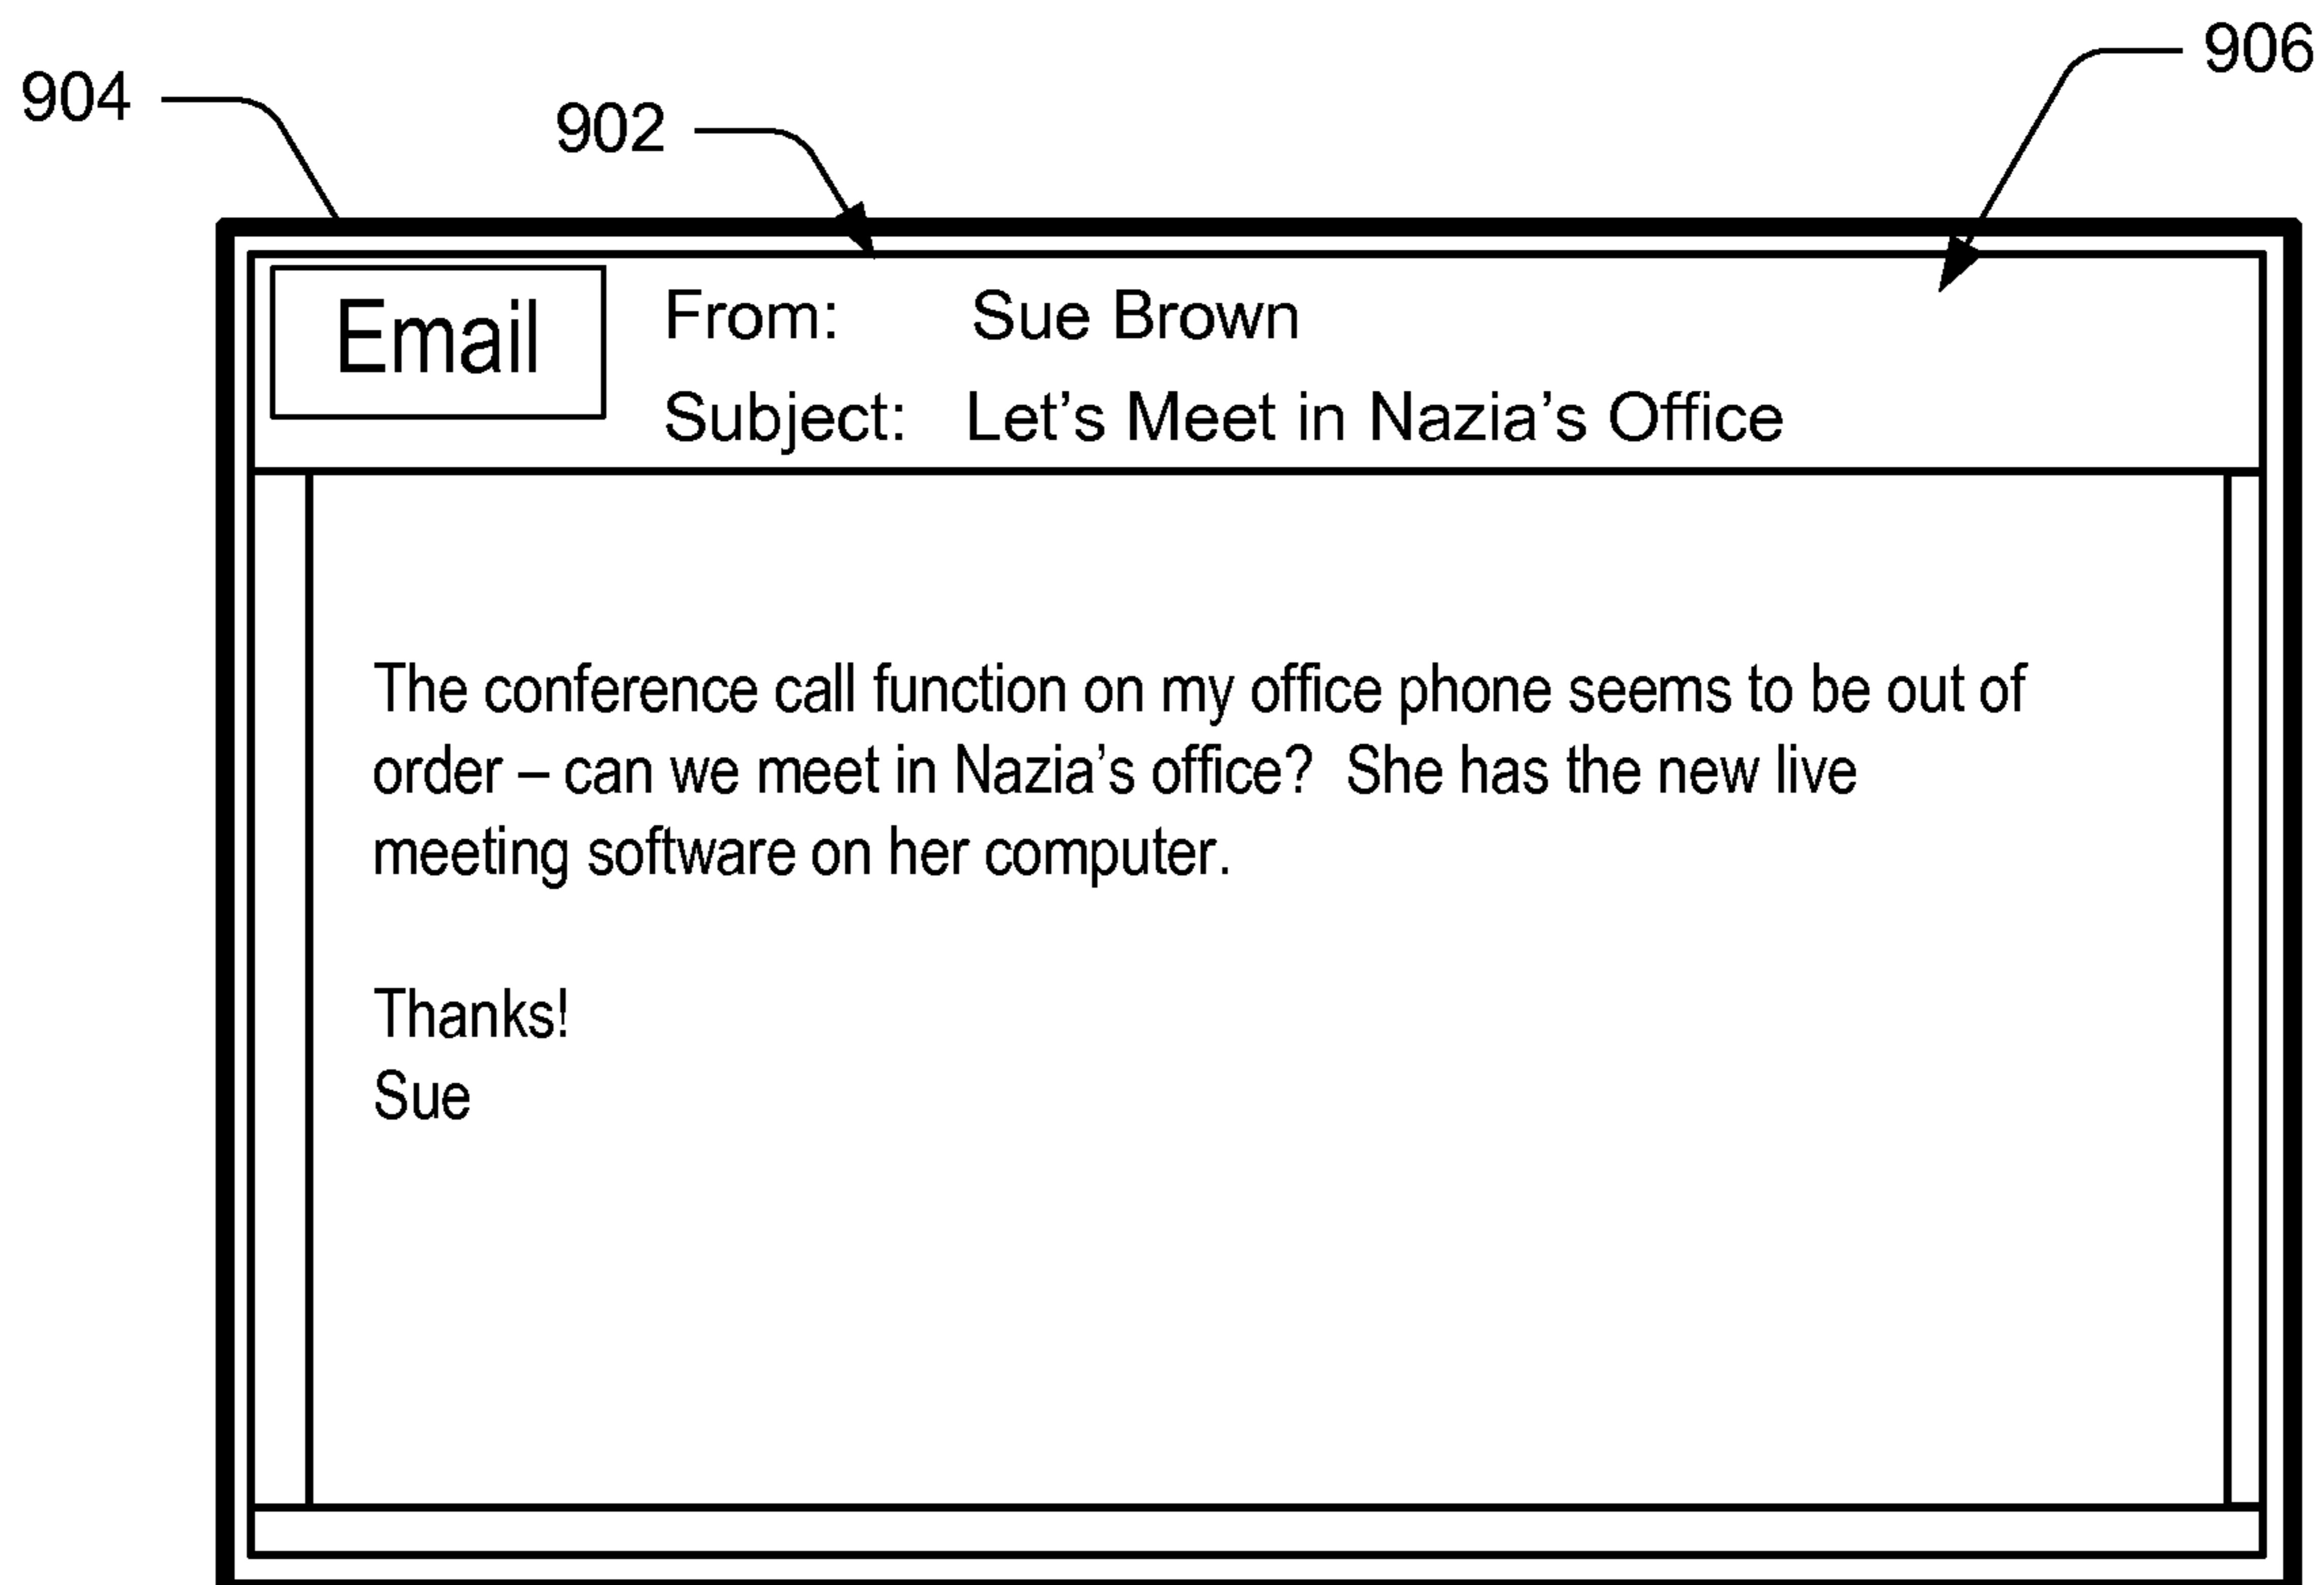 906
904
902
Email
From: Sue Brown
Subject: Let’s Meet in Nazia’s Office
The conference call function on my office phone seems to be out of
order – can we meet in Nazia’s office?  She has the new live
meeting software on her computer.
Thanks!
Sue